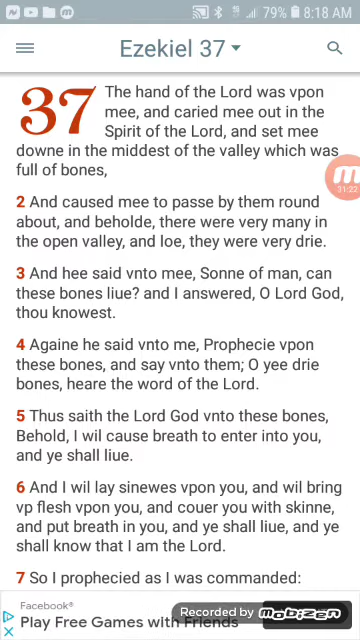 79% 8:18 AM
Ezekiel 37
37 The hand of the Lord was vpon
mee, and caried mee out in the
Spirit of the Lord, and set mee
downe in the middest of the valley which was
full of bones,
2 And caused mee to passe by them round
about, and beholde, there were very many in
the open valley, and loe, they were very drie.
3 And hee said vnto mee, Sonne of man, can
these bones liue? and I answered, O Lord God,
thou knowest.
4 Againe he said vnto me, Prophecie vpon
these bones, and say vnto them; O yee drie
bones, heare the word of the Lord.
5 Thus saith the Lord God vnto these bones,
Behold, I wil cause breath to enter into you,
and ye shall liue.
6 And I wil lay sinewes vpon you, and wil bring
vp flesh vpon you, and couer you with skinne,
and put breath in you, and ye shall liue, and ye
shall know that I am the Lord.
7 So I prophecied as I was commanded:
31:22
Facebook®
Play Free Games with Friends
Recorded by mobizen